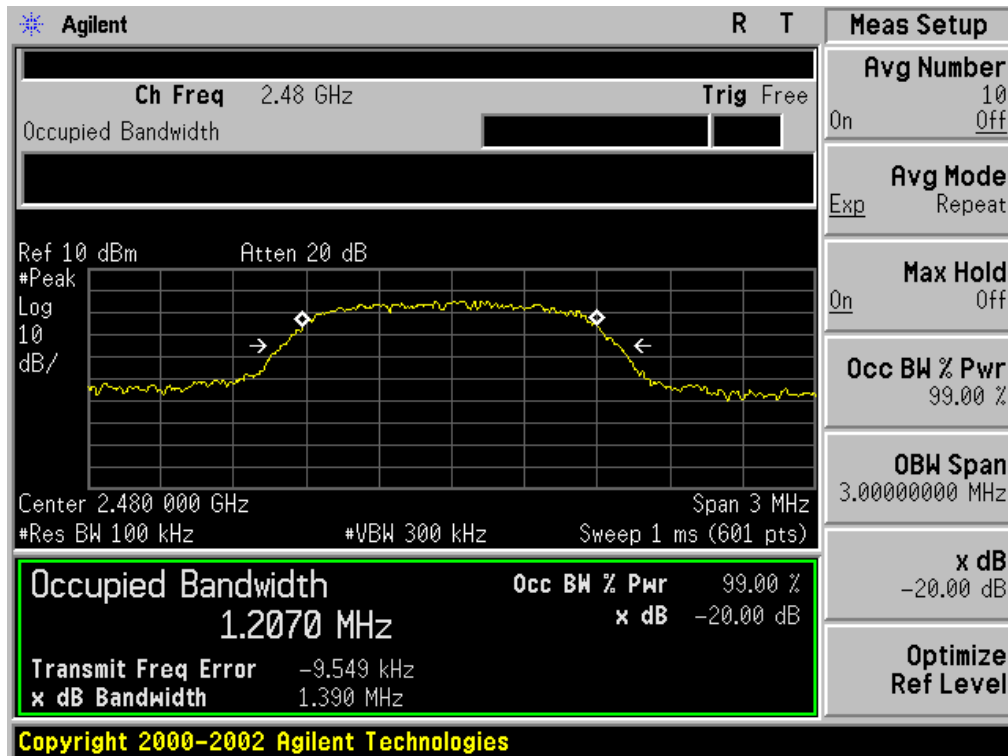 Agilent R T
Ch Freq 2.48 GHz Trig Free
Occupied Bandwidth
Ref 10 dBm Atten 20 dB
#Peak
Log
10
dB/
Center 2.480 000 GHz Span 3 MHz
#Res BW 100 kHz #VBW 300 kHz Sweep 1 ms (601 pts)
Occupied Bandwidth
1.2070 MHz
Occ BW % Pwr 99.00 %
x dB -20.00 dB
Transmit Freq Error -9.549 kHz
x dB Bandwidth 1.390 MHz
Copyright 2000-2002 Agilent Technologies
Meas Setup
Avg Number
10
On Off
Avg Mode
Exp Repeat
Max Hold
On Off
Occ BW % Pwr
99.00 %
OBW Span
3.00000000 MHz
x dB
-20.00 dB
Optimize
Ref Level